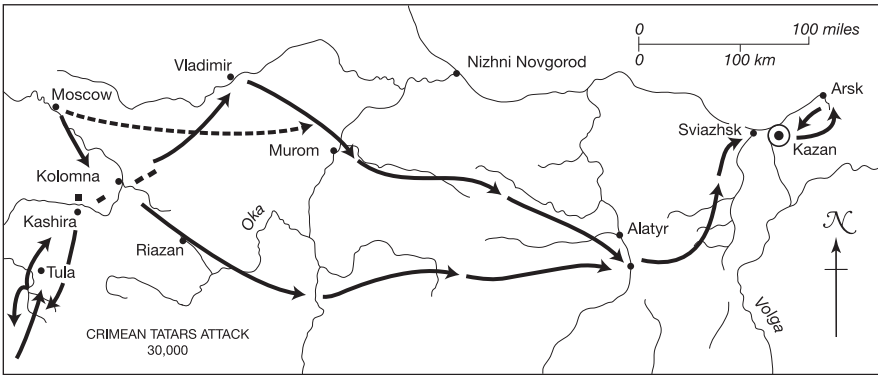 0 100 miles
0 100 km
Vladimir
Nizhni Novgorod
Moscow
Arsk
Sviazhsk
Kazan
Murom
Kolomna
Kashira
Oka
Riazan
Alatyr
N
Tula
Volga
CRIMEAN TATARS ATTACK
30,000